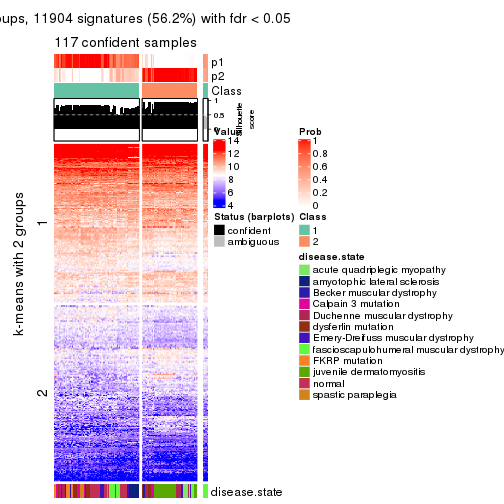 oups, 11904 signatures (56.2%) with fdr < 0.05
117 confident samples
p1
p2
Class
1
0.5
0
silhouette
score
k-means with 2 groups
1
2
disease.state
Value
14
12
10
8
6
4
Prob
1
0.8
0.6
0.4
0.2
0
Status (barplots)
confident
ambiguous
Class
1
2
disease.state
acute quadriplegic myopathy
amyotophic lateral sclerosis
Becker muscular dystrophy
Calpain 3 mutation
Duchenne muscular dystrophy
dysferlin mutation
Emery-Dreifuss muscular dystrophy
fascioscapulohumeral muscular dystrophy
FKRP mutation
juvenile dermatomyositis
normal
spastic paraplegia